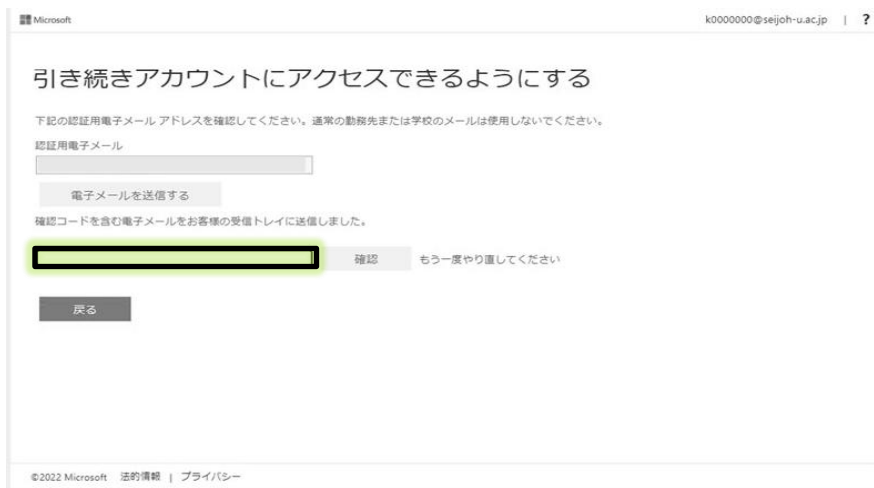 Microsoft
k0000000@seijoh-u.ac.jp | ?
引き続きアカウントにアクセスできるようにする
下記の認証用電子メール アドレスを確認してください。通常の勤務先または学校のメールは使用しないでください。
認証用電子メール
電子メールを送信する
確認コードを含む電子メールをお客様の受信トレイに送信しました。
確認 もう一度やり直してください
戻る
©2022 Microsoft 法的情報 | プライバシー